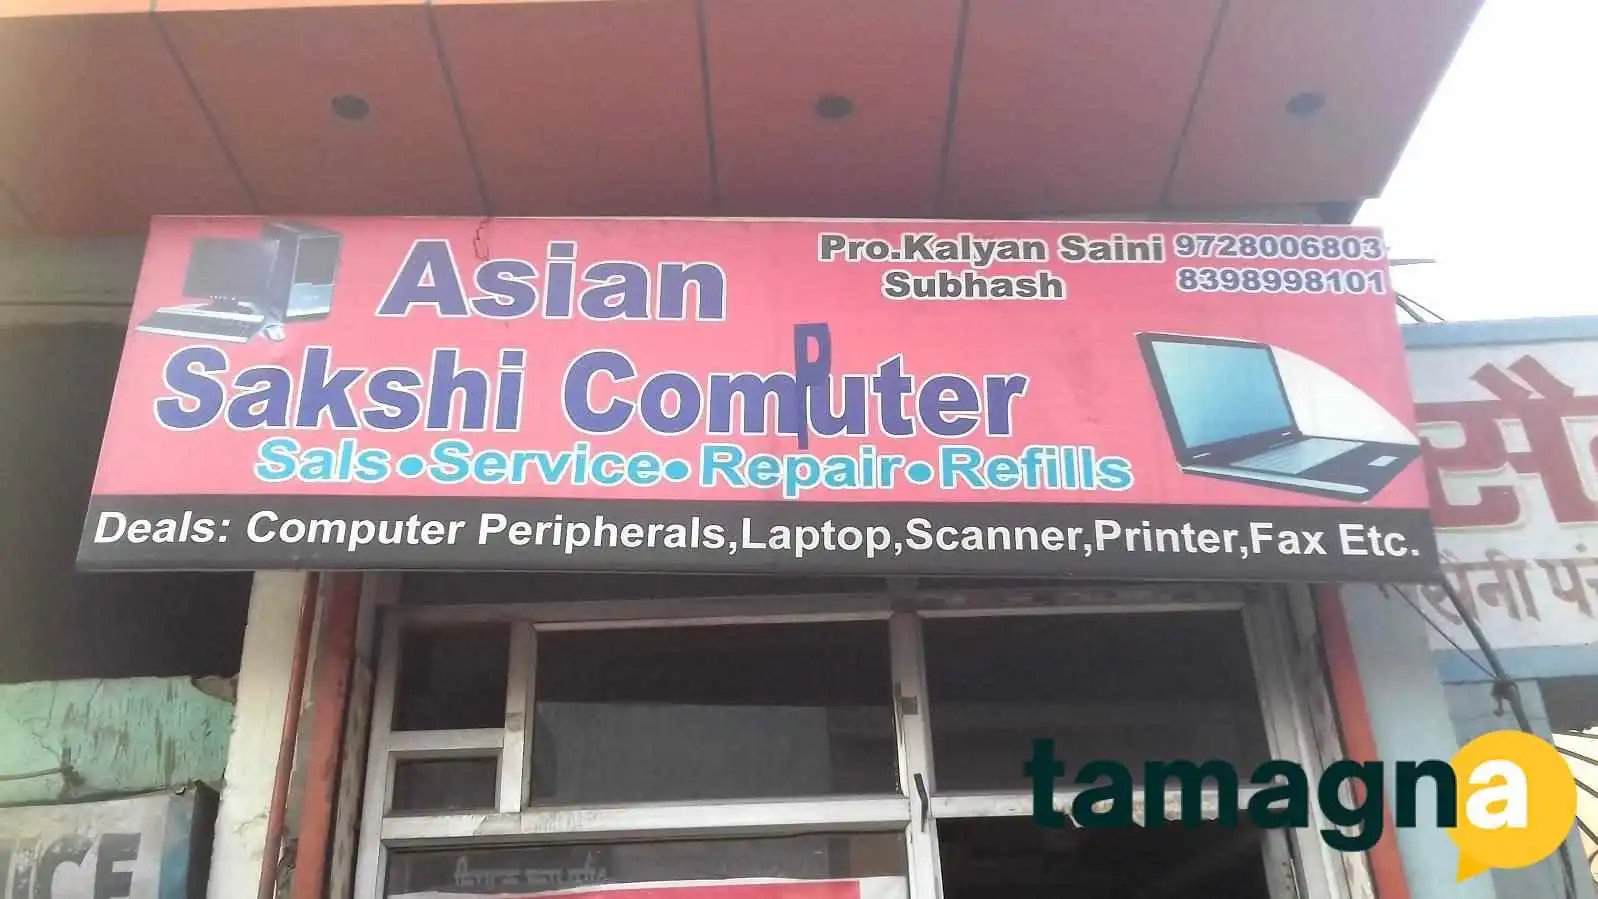 Asian
Pro.Kalyan Saini 9728006803
Subhash 8398998101
Sakshi Computer
Sals•Service•Repair•Refills
Deals: Computer Peripherals,Laptop,Scanner,Printer,Fax Etc.
सैनी
tamagna